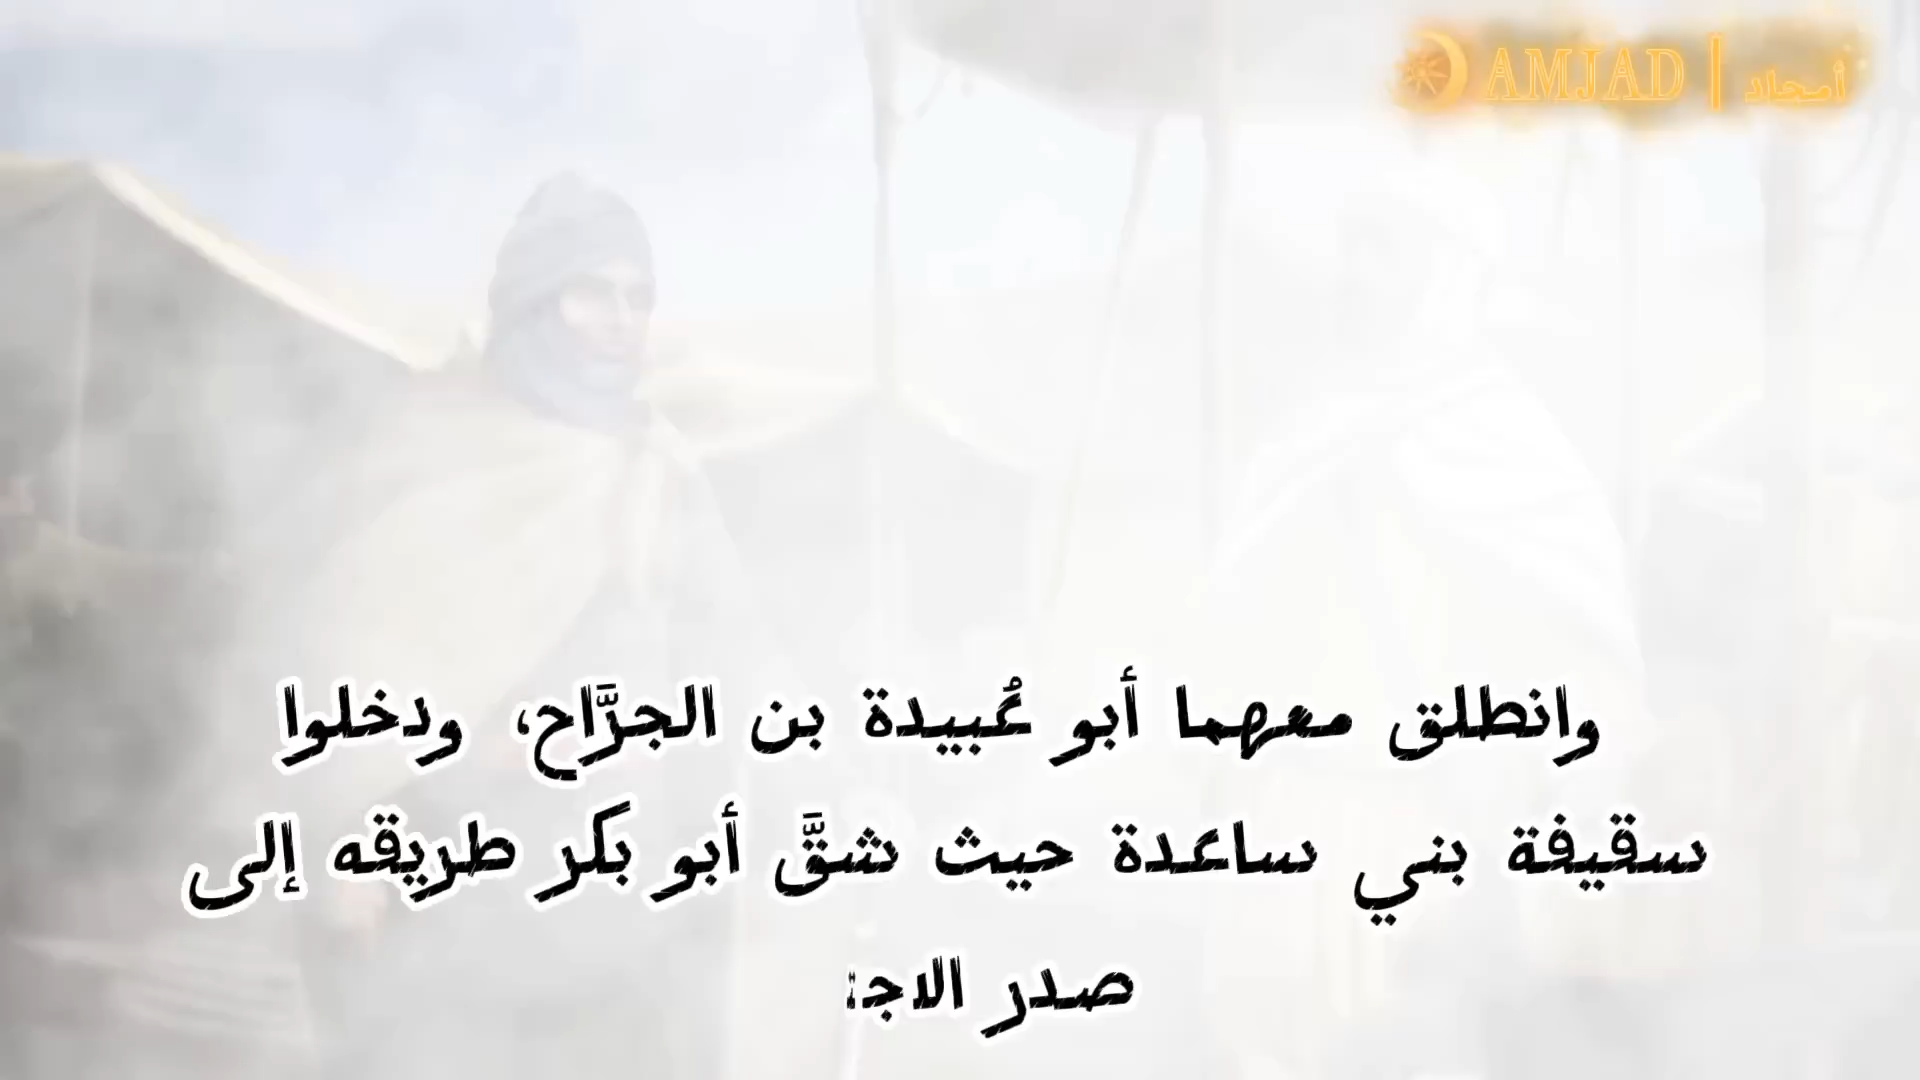 AMJAD | أمجاد
وانطلق معهما أبو عُبيدة بن الجرَّاح، ودخلوا
سقيفة بني ساعدة حيث شقَّ أبو بكر طريقه إلى
صدر